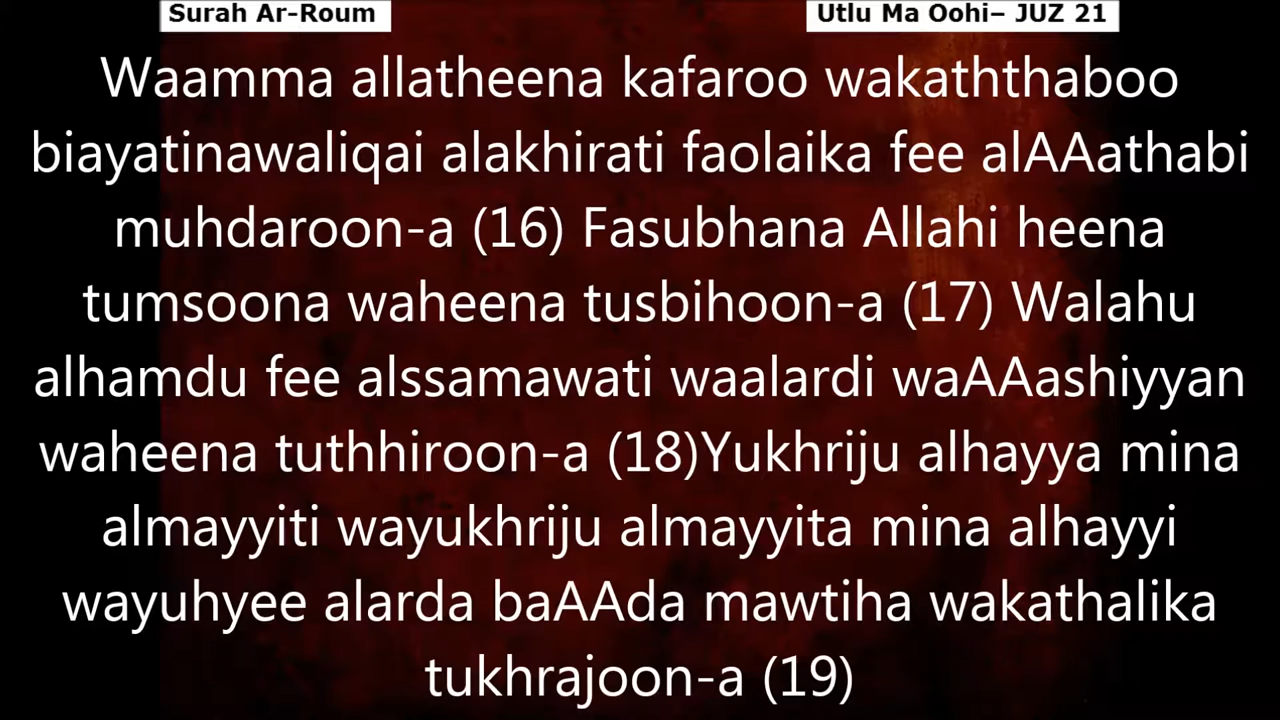 Surah Ar-Roum
Utlu Ma Oohi– JUZ 21
Waamma allatheena kafaroo wakaththaboo
biayatinawaliqai alakhirati faolaika fee alAAathabi
muhdaroon-a (16) Fasubhana Allahi heena
tumsoona waheena tusbihoon-a (17) Walahu
alhamdu fee alssamawati waalardi waAAashiyyan
waheena tuthhiroon-a (18)Yukhriju alhayya mina
almayyiti wayukhriju almayyita mina alhayyi
wayuhyee alarda baAAda mawtiha wakathalika
tukhrajoon-a (19)